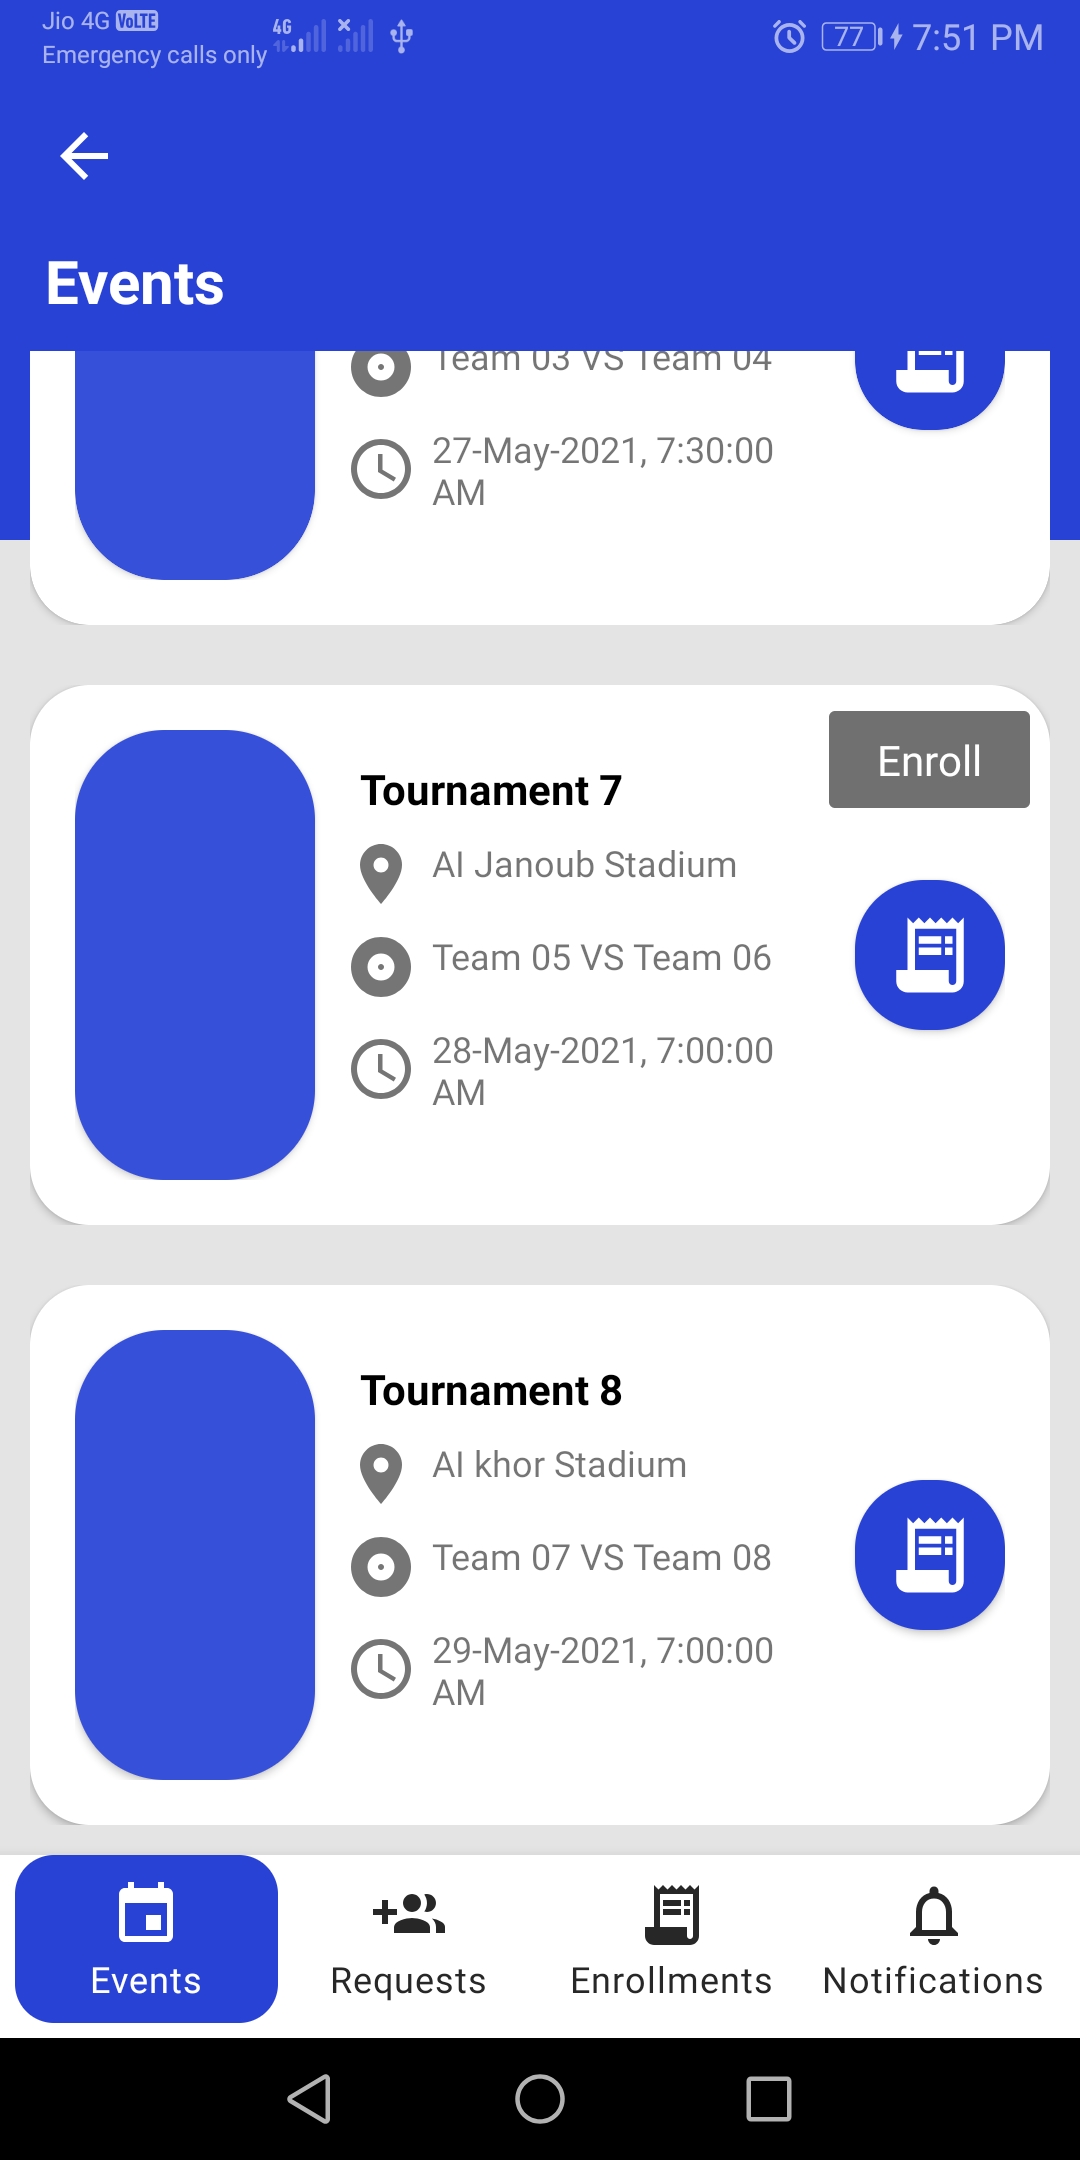 Jio 4G VoLTE
Emergency calls only
4G
77
7:51 PM
Events
Team 03 VS Team 04
27-May-2021, 7:30:00
AM
Enroll
Tournament 7
Al Janoub Stadium
Team 05 VS Team 06
28-May-2021, 7:00:00
AM
Tournament 8
Al khor Stadium
Team 07 VS Team 08
29-May-2021, 7:00:00
AM
Events
Requests
Enrollments
Notifications